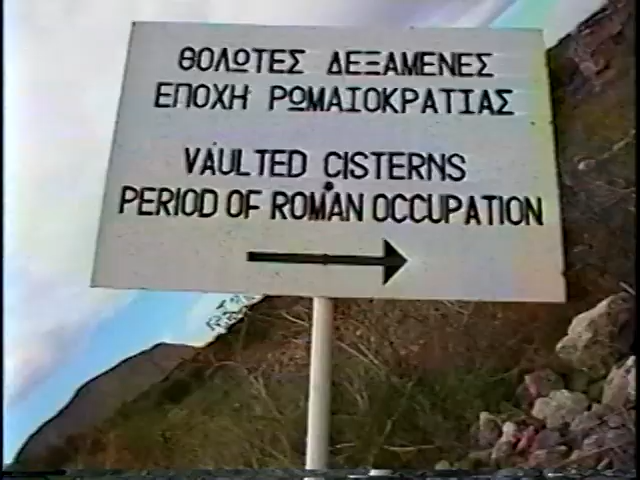 ΘΟΛΩΤΕΣ ΔΕΞΑΜΕΝΕΣ
ΕΠΟΧΗ ΡΩΜΑΙΟΚΡΑΤΙΑΣ
VAULTED CISTERNS
PERIOD OF ROMAN OCCUPATION